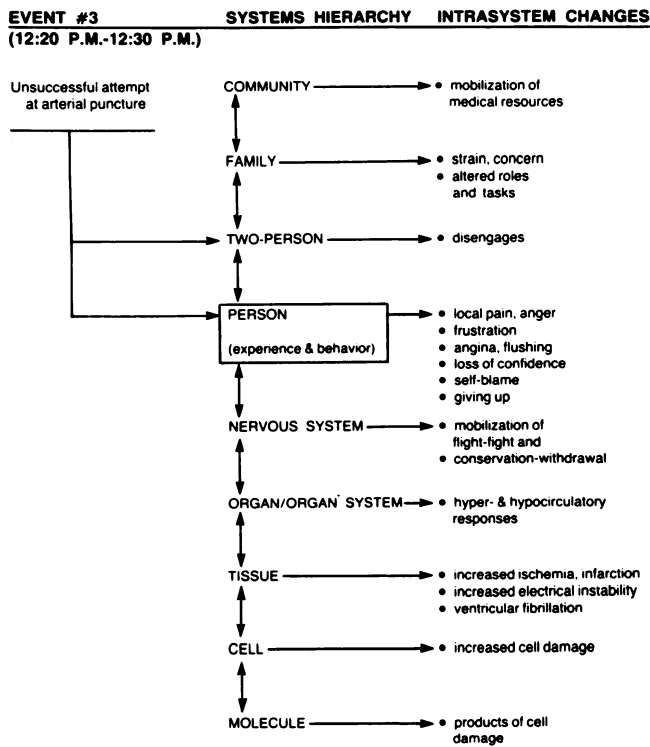 EVENT #3 SYSTEMS HIERARCHY INTRASYSTEM CHANGES
(12:20 P.M.-12:30 P.M.)
Unsuccessful attempt
at arterial puncture
COMMUNITY
• mobilization of
medical resources
FAMILY
• strain, concern
• altered roles
and tasks
TWO-PERSON
• disengages
PERSON
(experience & behavior)
• local pain, anger
• frustration
• angina, flushing
• loss of confidence
• self-blame
• giving up
NERVOUS SYSTEM
• mobilization of
flight-fight and
• conservation-withdrawal
ORGAN/ORGAN SYSTEM
• hyper- & hypocirculatory
responses
TISSUE
• increased ischemia, infarction
• increased electrical instability
• ventricular fibrillation
CELL
• increased cell damage
MOLECULE
• products of cell
damage